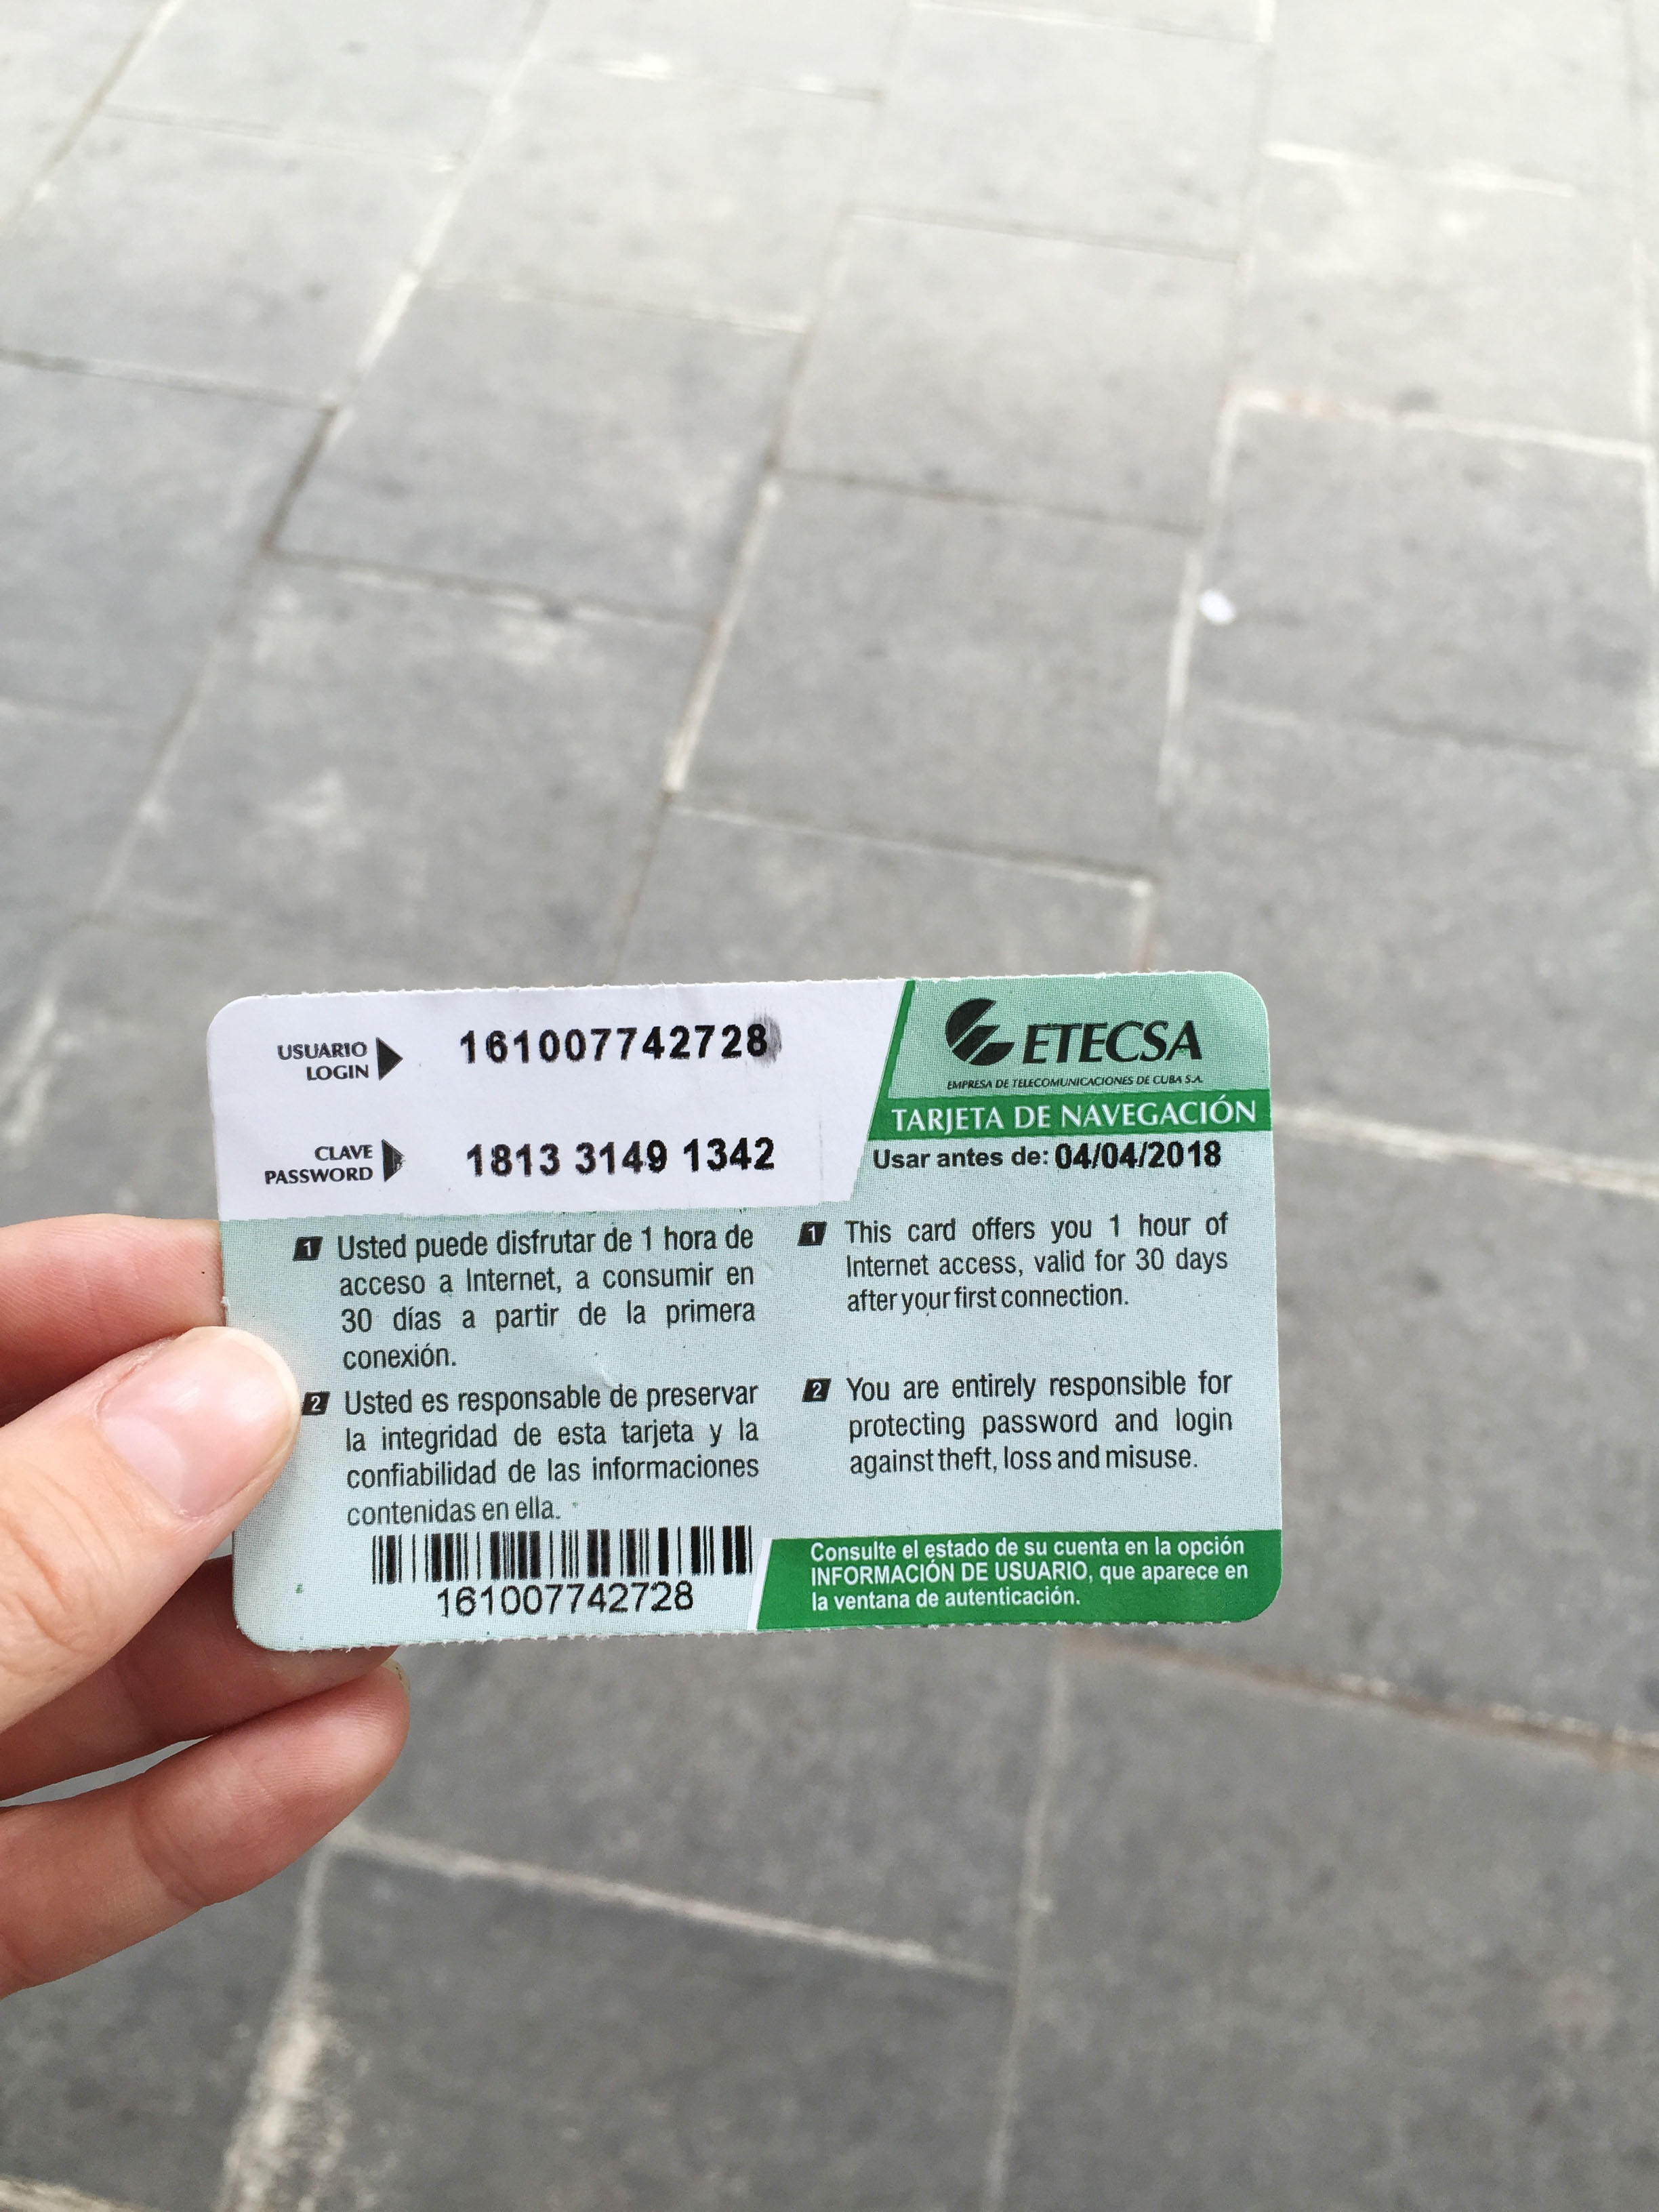 USUARIO
LOGIN
161007742728
CLAVE
PASSWORD
1813 3149 1342
ETECSA
EMPRESA DE TELECOMUNICACIONES DE CUBA S.A.
TARJETA DE NAVEGACIÓN
Usar antes de: 04/04/2018
1 Usted puede disfrutar de 1 hora de
acceso a Internet, a consumir en
30 días a partir de la primera
conexión.
2 Usted es responsable de preservar
la integridad de esta tarjeta y la
confiabilidad de las informaciones
contenidas en ella.
1 This card offers you 1 hour of
Internet access, valid for 30 days
after your first connection.
2 You are entirely responsible for
protecting password and login
against theft, loss and misuse.
161007742728
Consulte el estado de su cuenta en la opción
INFORMACIÓN DE USUARIO, que aparece en
la ventana de autenticación.